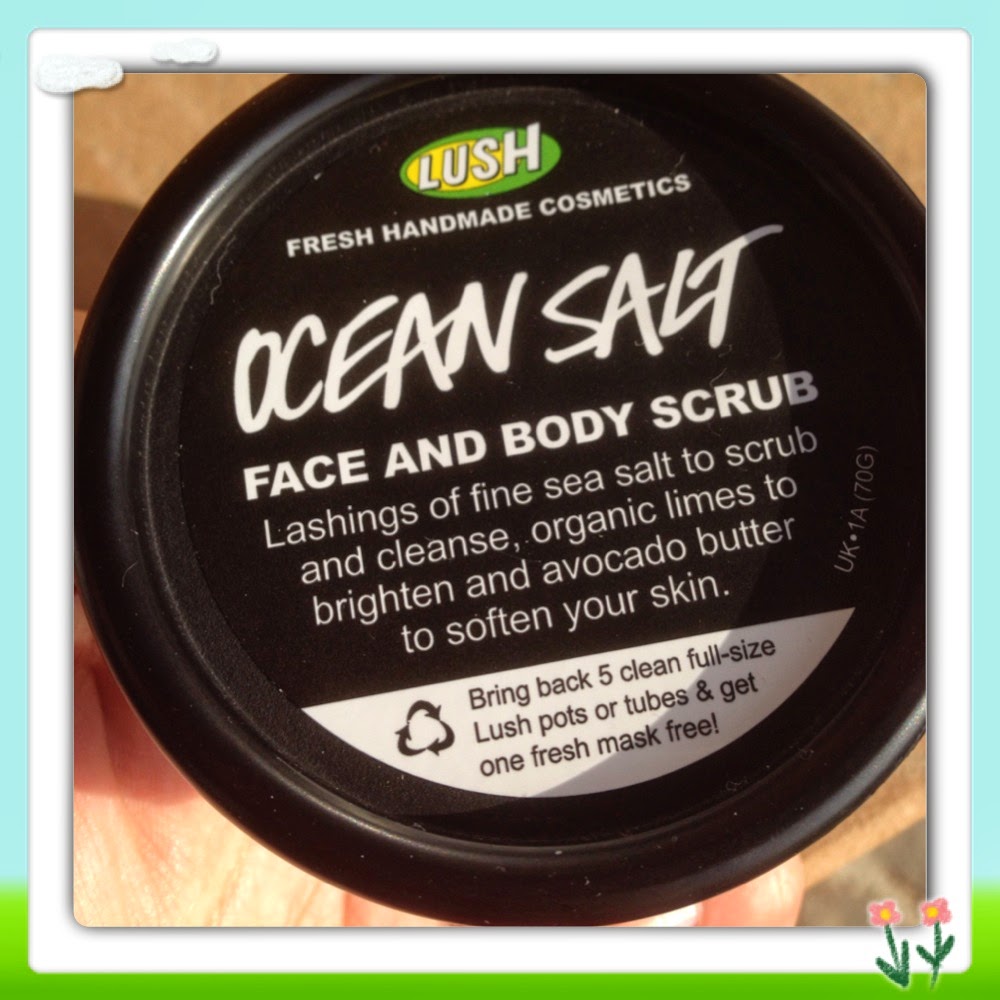 LUSH
FRESH HANDMADE COSMETICS
OCEAN SALT
FACE AND BODY SCRUB
Lashings of fine sea salt to scrub
and cleanse, organic limes to
brighten and avocado butter
to soften your skin.
UK•1A (70G)
Bring back 5 clean full-size
Lush pots or tubes & get
one fresh mask free!